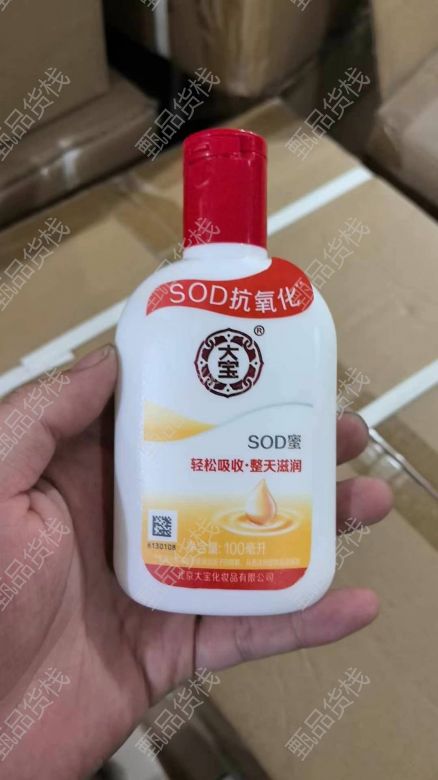 SOD抗氧化
大宝
®
SOD蜜
轻松吸收·整天滋润
H130108
净含量:100毫升
北京大宝化妆品有限公司
甄品货栈